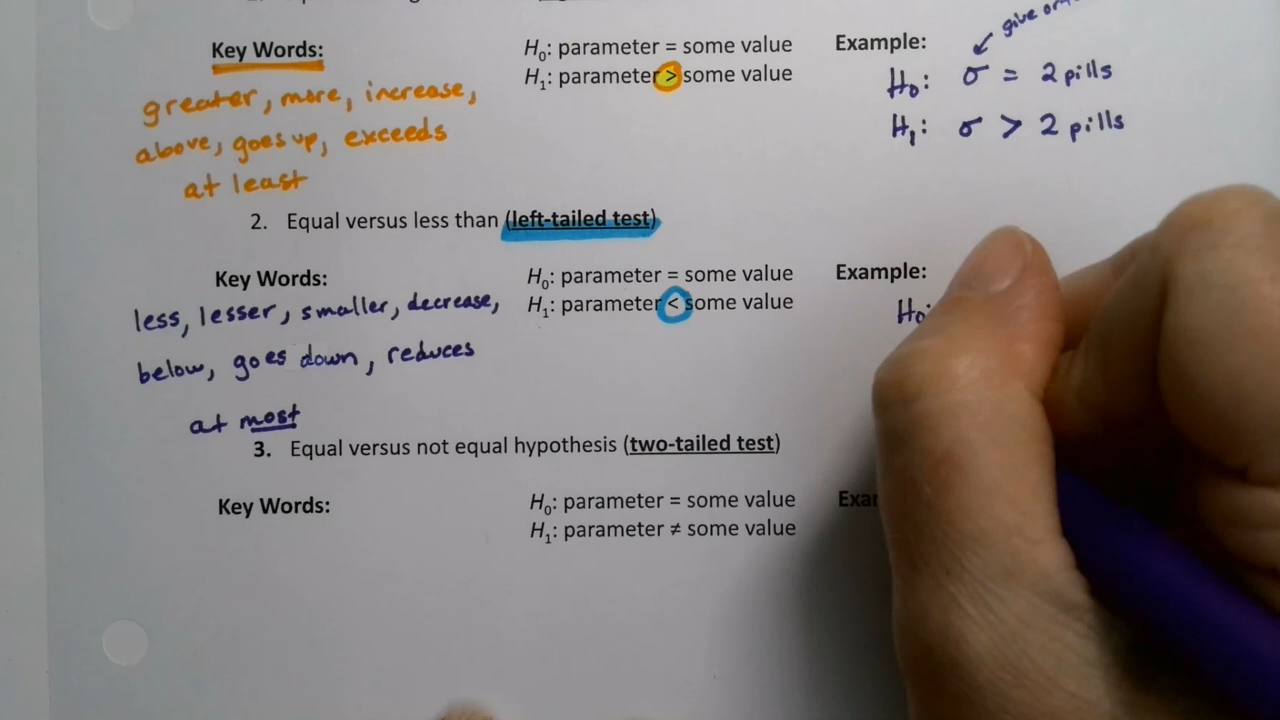 Key Words:
H0: parameter = some value
H1: parameter > some value
Example:
give or
H0: σ = 2 pills
H1: σ > 2 pills
greater, more, increase,
above, goes up, exceeds
at least
2. Equal versus less than (left-tailed test)
Key Words:
H0: parameter = some value
H1: parameter < some value
Example:
H0:
less, lesser, smaller, decrease,
below, goes down, reduces
at most
3. Equal versus not equal hypothesis (two-tailed test)
Key Words:
H0: parameter = some value
H1: parameter ≠ some value
Exa